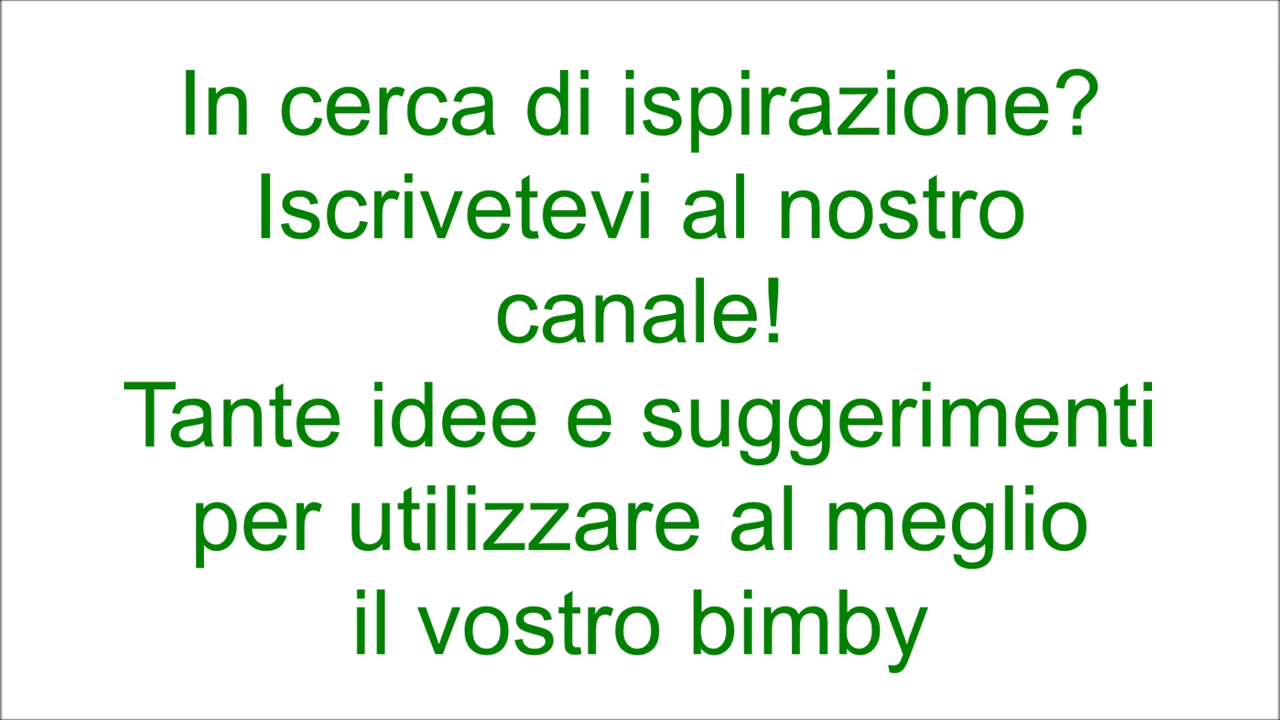 In cerca di ispirazione?
Iscrivetevi al nostro
canale!
Tante idee e suggerimenti
per utilizzare al meglio
il vostro bimby